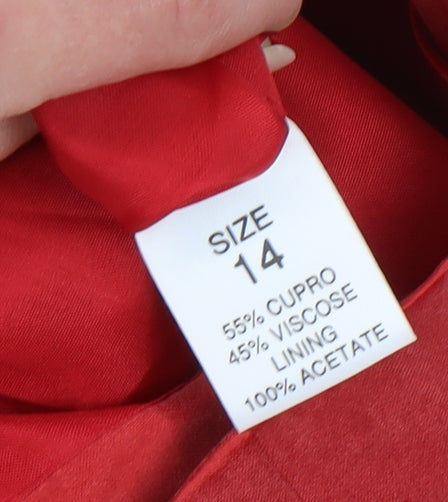 SIZE
14
55% CUPRO
45% VISCOSE
LINING
100% ACETATE